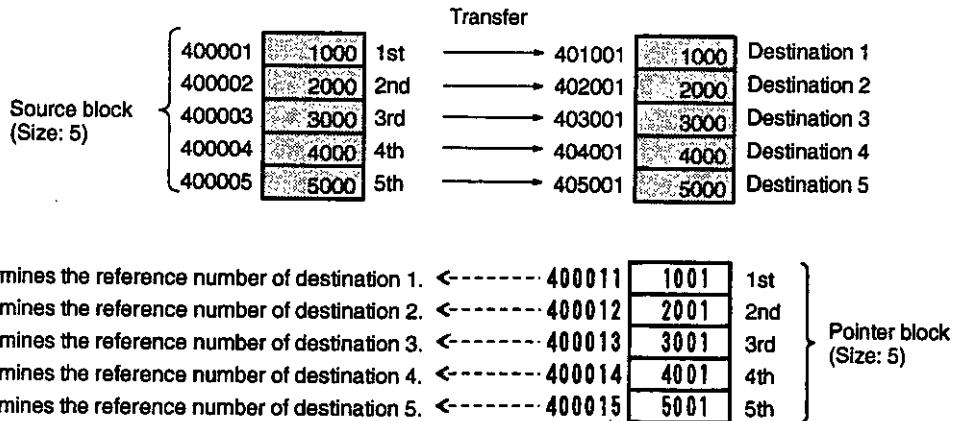 Transfer
400001 1000 1st 401001 1000 Destination 1
400002 2000 2nd 402001 2000 Destination 2
Source block
(Size: 5)
400003 3000 3rd 403001 3000 Destination 3
400004 4000 4th 404001 4000 Destination 4
400005 5000 5th 405001 5000 Destination 5
mines the reference number of destination 1. 400011 1001 1st
mines the reference number of destination 2. 400012 2001 2nd
mines the reference number of destination 3. 400013 3001 3rd
Pointer block
(Size: 5)
mines the reference number of destination 4. 400014 4001 4th
mines the reference number of destination 5. 400015 5001 5th